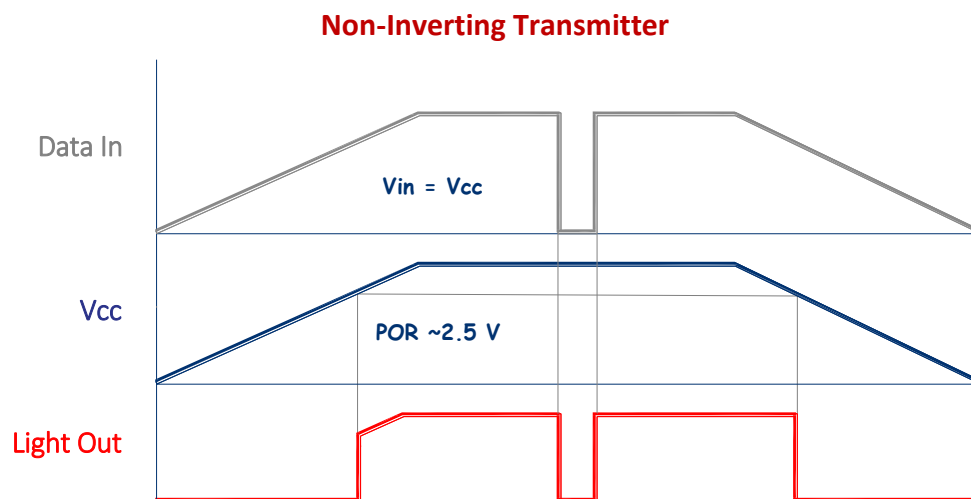 Non-Inverting Transmitter
Data In
Vin = Vcc
Vcc
POR ~2.5 V
Light Out